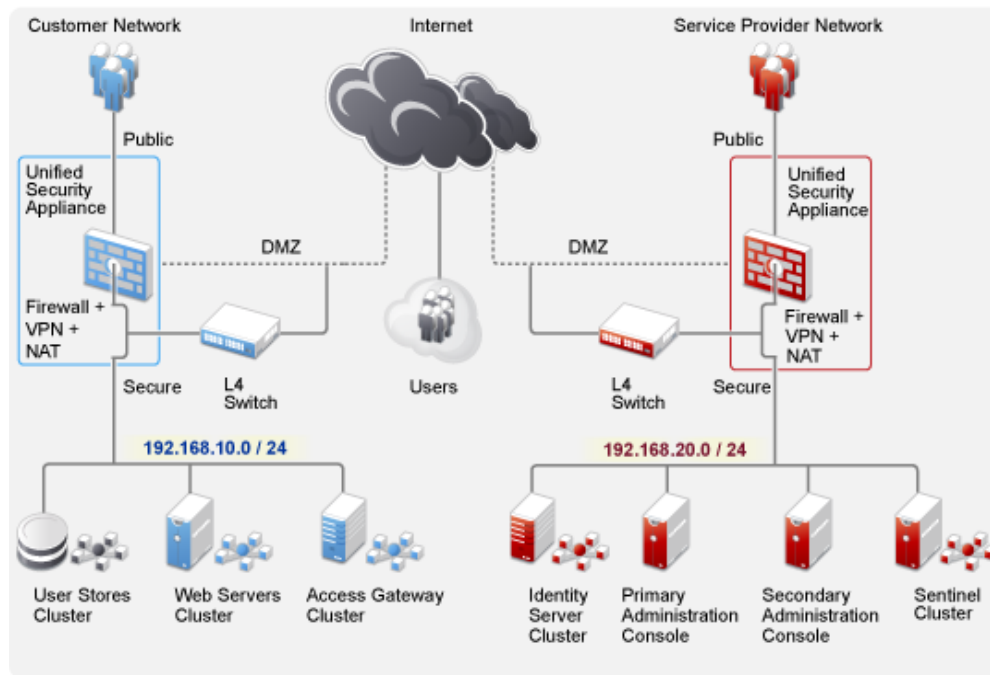 Customer Network
Internet
Service Provider Network
Public
Public
Unified
Security
Appliance
Unified
Security
Appliance
DMZ
DMZ
Firewall +
VPN +
NAT
Firewall +
VPN +
NAT
Secure
L4
Switch
Users
L4
Switch
Secure
192.168.10.0 / 24
192.168.20.0 / 24
User Stores
Cluster
Web Servers
Cluster
Access Gateway
Cluster
Identity
Server
Cluster
Primary
Administration
Console
Secondary
Administration
Console
Sentinel
Cluster